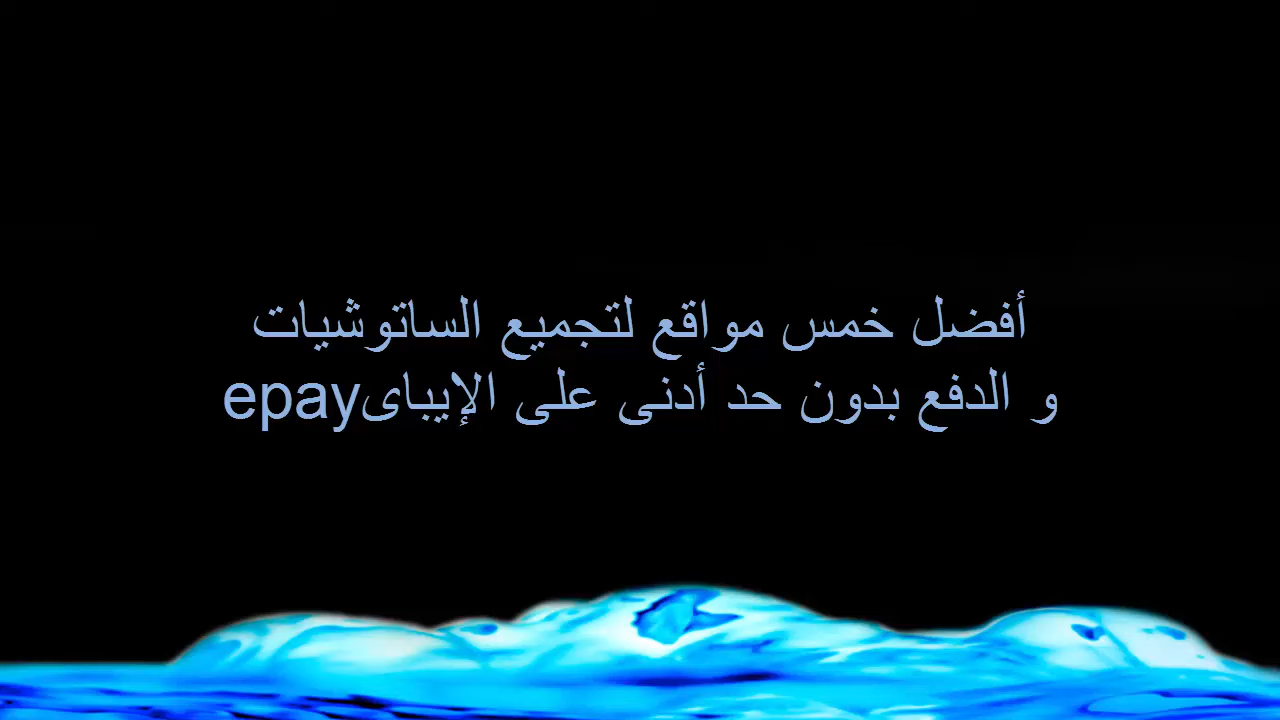 أفضل خمس مواقع لتجميع الساتوشيات
و الدفع بدون حد أدنى على الإيباىepay